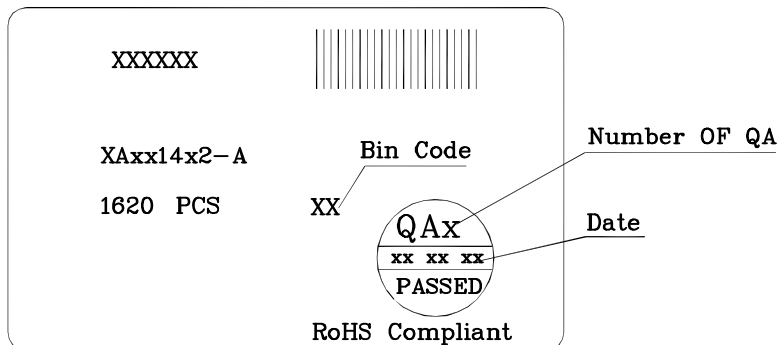 XXXXXX
Number OF QA
XAxx14x2-A
Bin Code
1620 PCS
XX
QAx
Date
xx xx xx
PASSED
RoHS Compliant